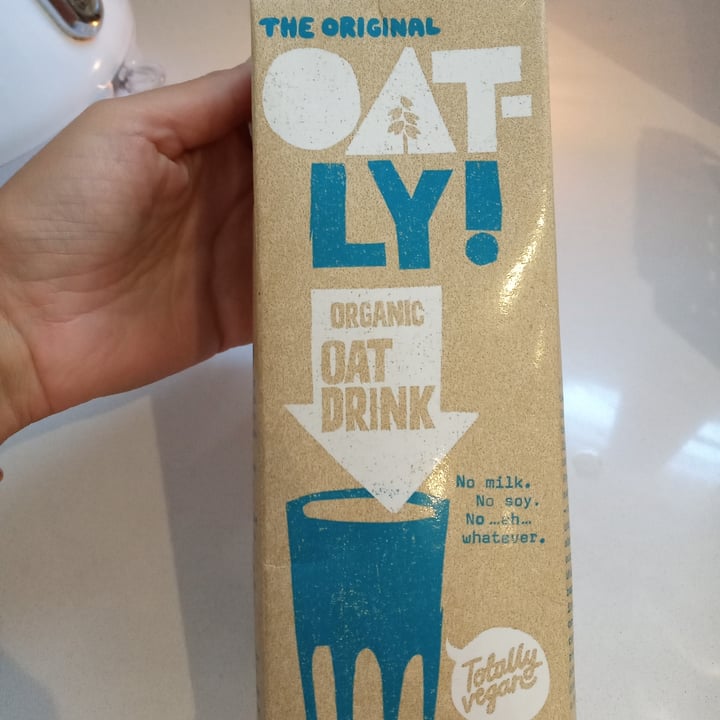 THE ORIGINAL
OAT-
LY!
ORGANIC
OAT
DRINK
No milk.
No soy.
No ...eh...
whatever.
Totally
vegan